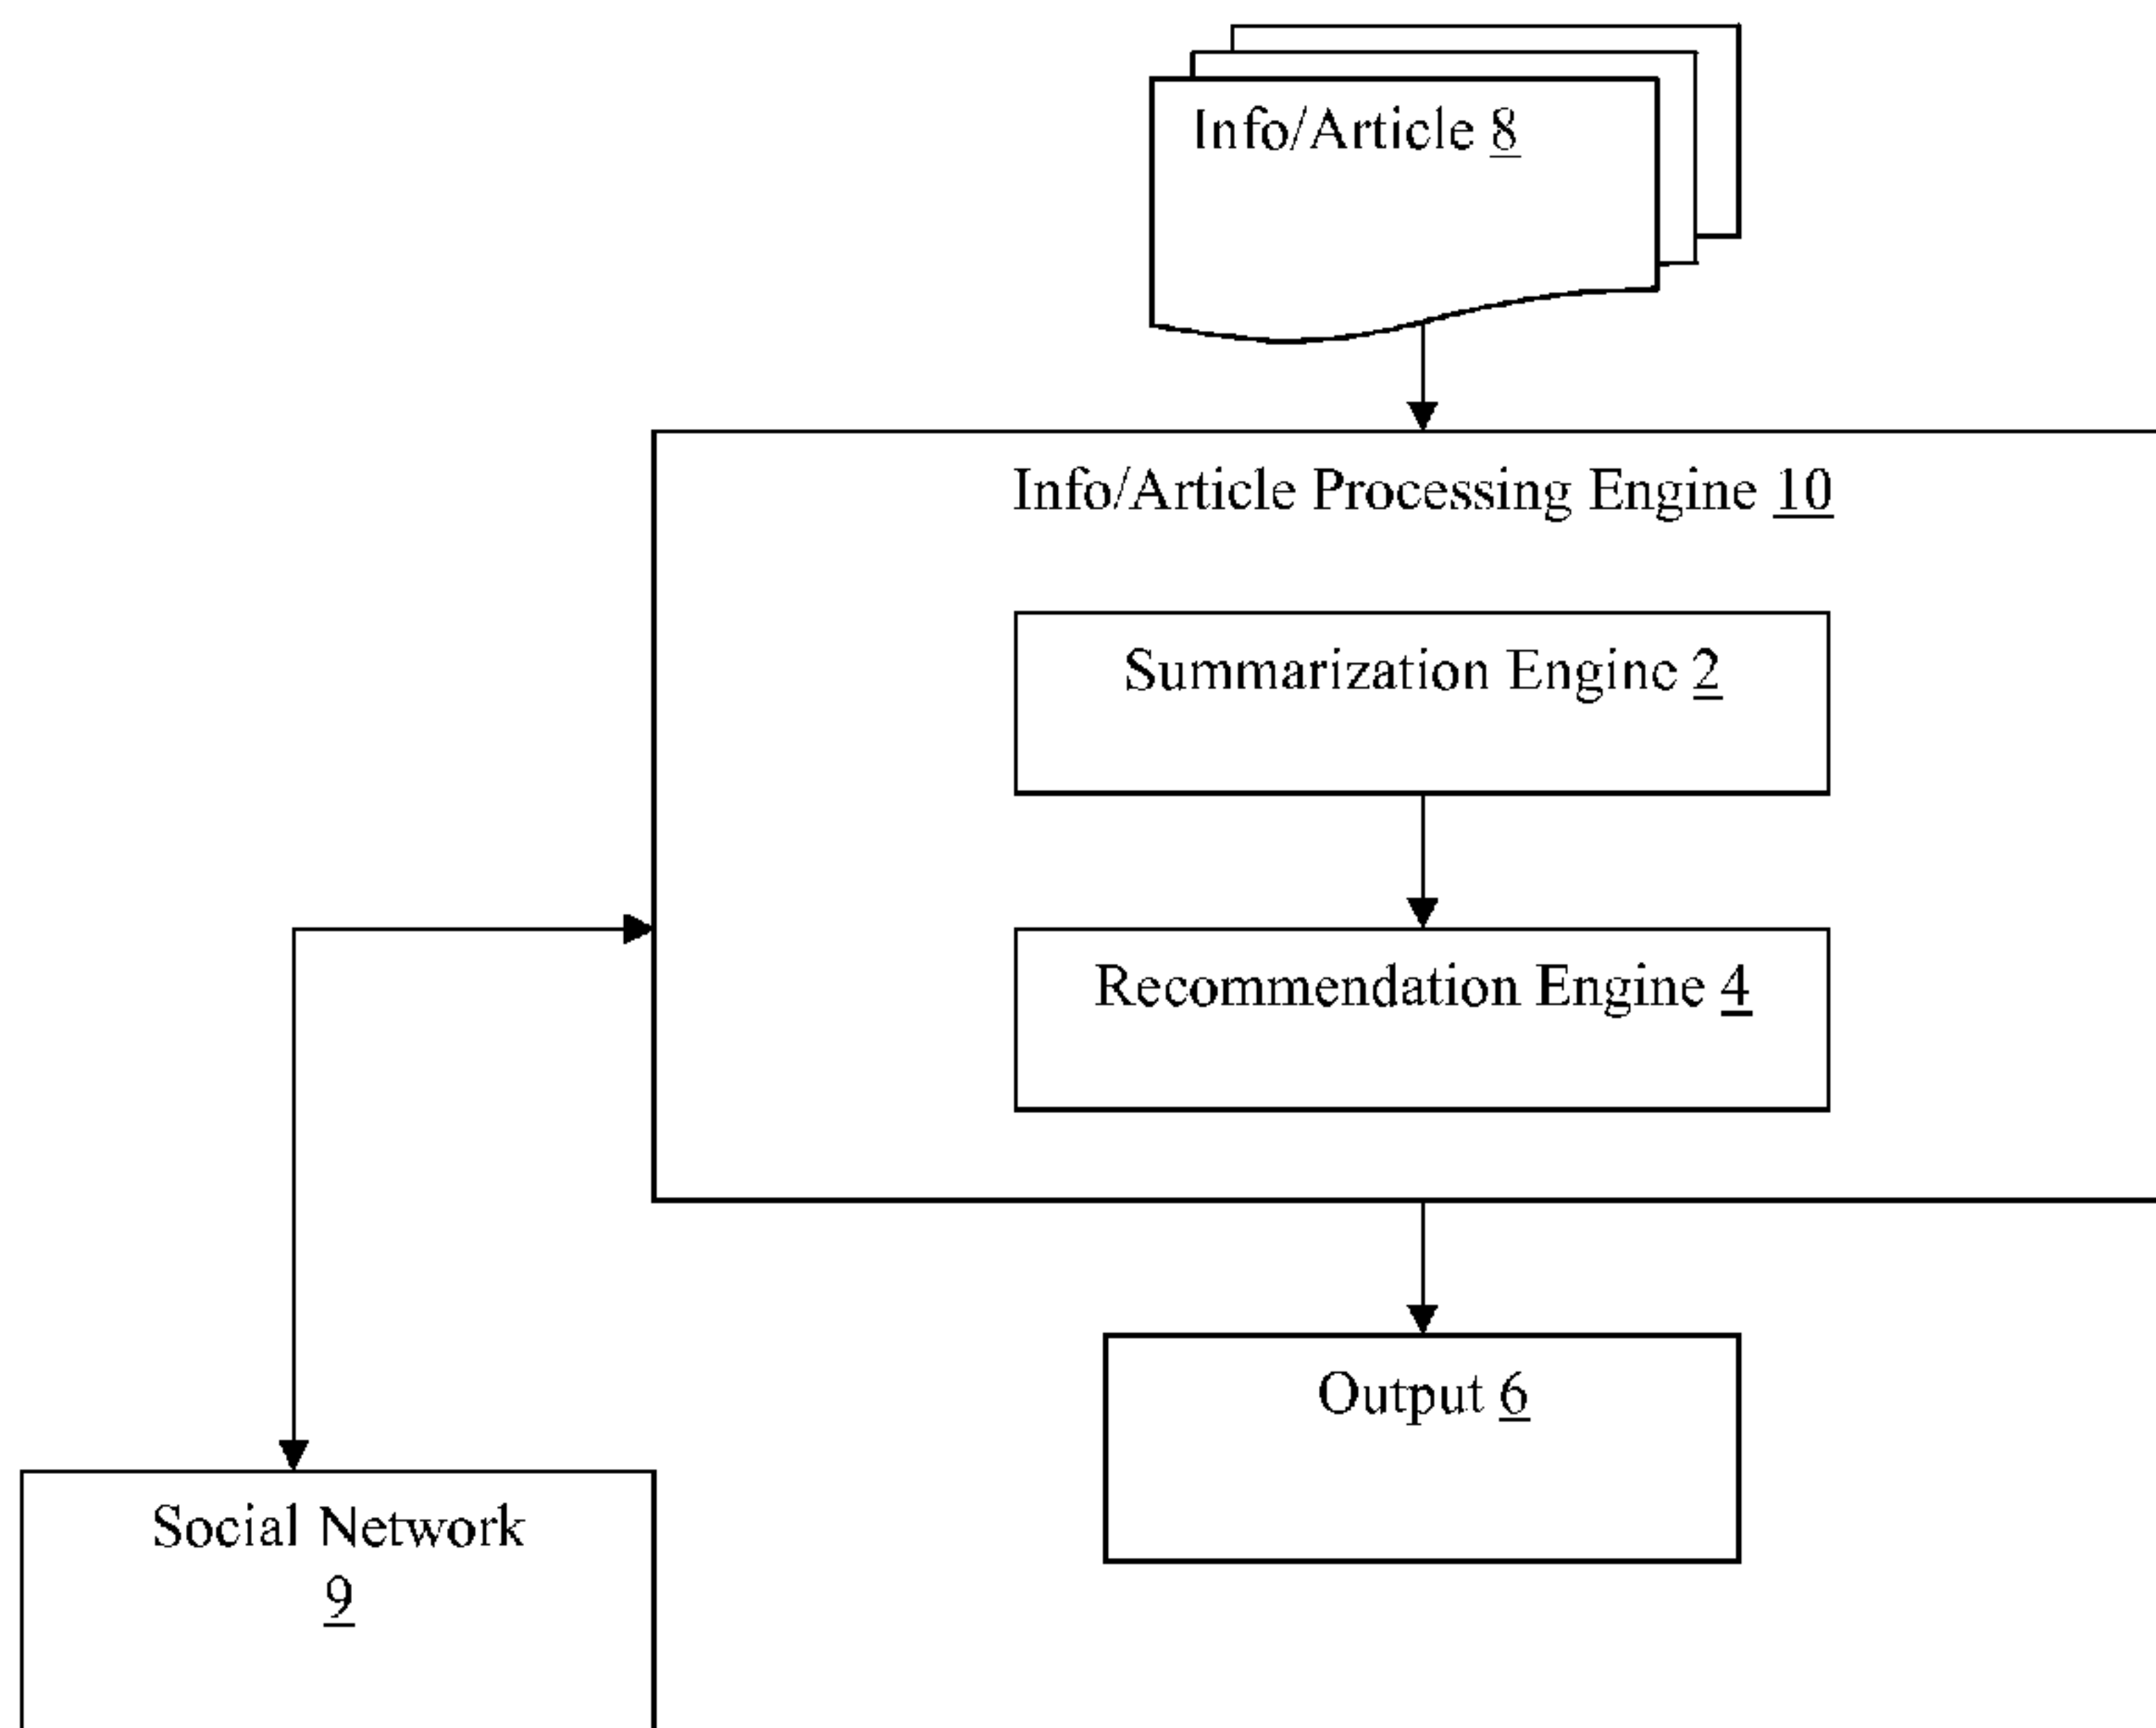 Info/Article 8
Info/Article Processing Engine 10
Summarization Engine 2
Recommendation Engine 4
Output 6
Social Network
9